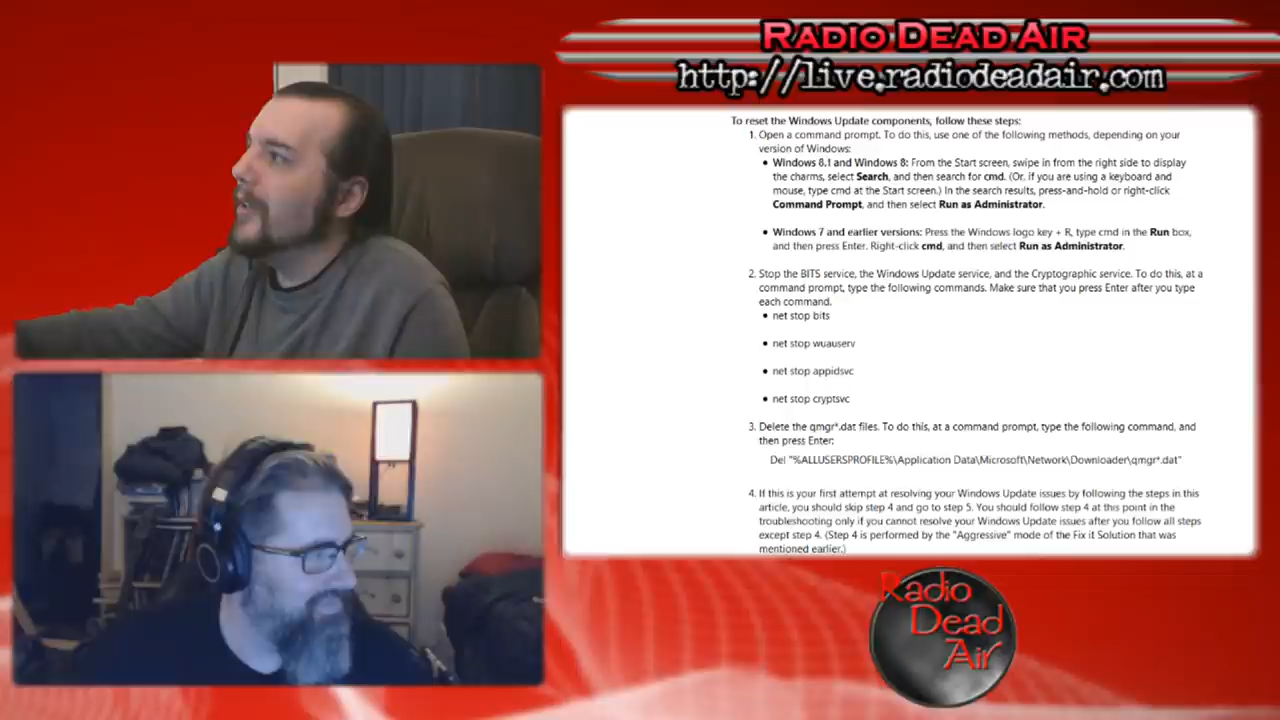 Radio Dead Air
http://live.radiodeadair.com
To reset the Windows Update components, follow these steps:
1. Open a command prompt. To do this, use one of the following methods, depending on your
version of Windows:
• Windows 8.1 and Windows 8: From the Start screen, swipe in from the right side to display
the charms, select Search, and then search for cmd. (Or, if you are using a keyboard and
mouse, type cmd at the Start screen.) In the search results, press-and-hold or right-click
Command Prompt, and then select Run as Administrator.
• Windows 7 and earlier versions: Press the Windows logo key + R, type cmd in the Run box,
and then press Enter. Right-click cmd, and then select Run as Administrator.
2. Stop the BITS service, the Windows Update service, and the Cryptographic service. To do this, at a
command prompt, type the following commands. Make sure that you press Enter after you type
each command.
• net stop bits
• net stop wuauserv
• net stop appidsvc
• net stop cryptsvc
3. Delete the qmgr*.dat files. To do this, at a command prompt, type the following command, and
then press Enter:
Del "%ALLUSERSPROFILE%\Application Data\Microsoft\Network\Downloader\qmgr*.dat"
4. If this is your first attempt at resolving your Windows Update issues by following the steps in this
article, you should skip step 4 and go to step 5. You should follow step 4 at this point in the
troubleshooting only if you cannot resolve your Windows Update issues after you follow all steps
except step 4. (Step 4 is performed by the "Aggressive" mode of the Fix it Solution that was
mentioned earlier.)
Radio
Dead
Air